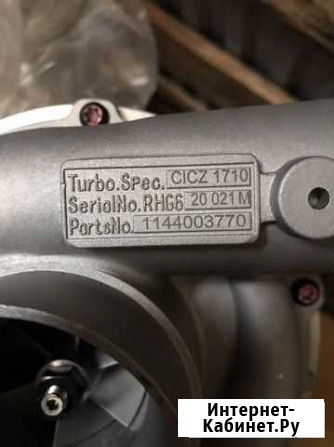 Turbo.Spec. CICZ 1710
SerialNo.RHG6 20 021 M
PartsNo. 1144003770
Интернет-
Кабинет.Ру